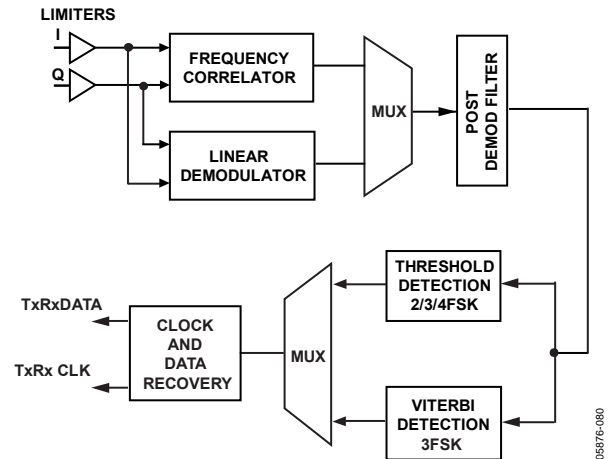 LIMITERS
I
Q
FREQUENCY
CORRELATOR
LINEAR
DEMODULATOR
MUX
POST
DEMOD FILTER
THRESHOLD
DETECTION
2/3/4FSK
VITERBI
DETECTION
3FSK
MUX
CLOCK
AND
DATA
RECOVERY
TxRxDATA
TxRx CLK
05876-080